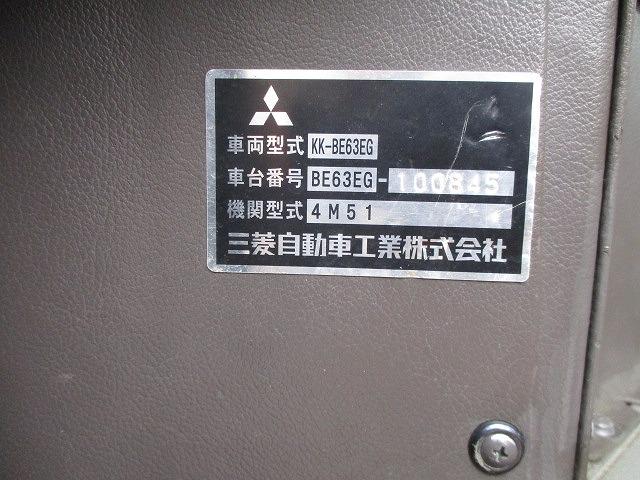 車両型式 KK-BE63EG
車台番号 BE63EG-100845
機関型式 4M51
三菱自動車工業株式会社